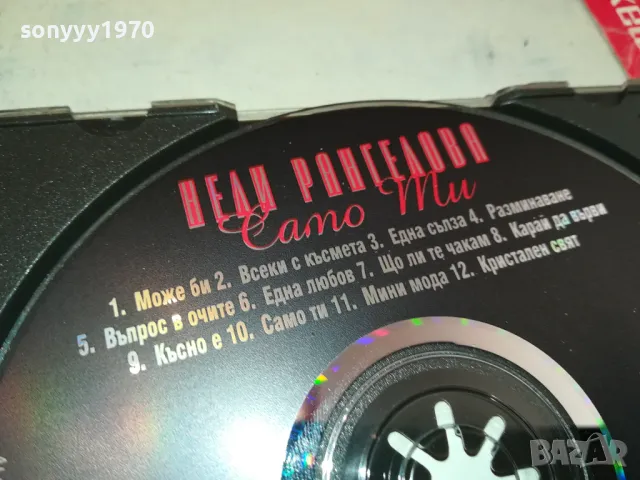 sonyyy1970
НЕЛИ РАНГЕЛОВА
Само Ти
1. Може би 2. Всеки с късмета 3. Една сълза 4. Разминаване
5. Въпрос в очите 6. Една любов 7. Що ли те чакам 8. Карай да върви
9. Късно е 10. Само ти 11. Мини мода 12. Кристален свят
BAZAR